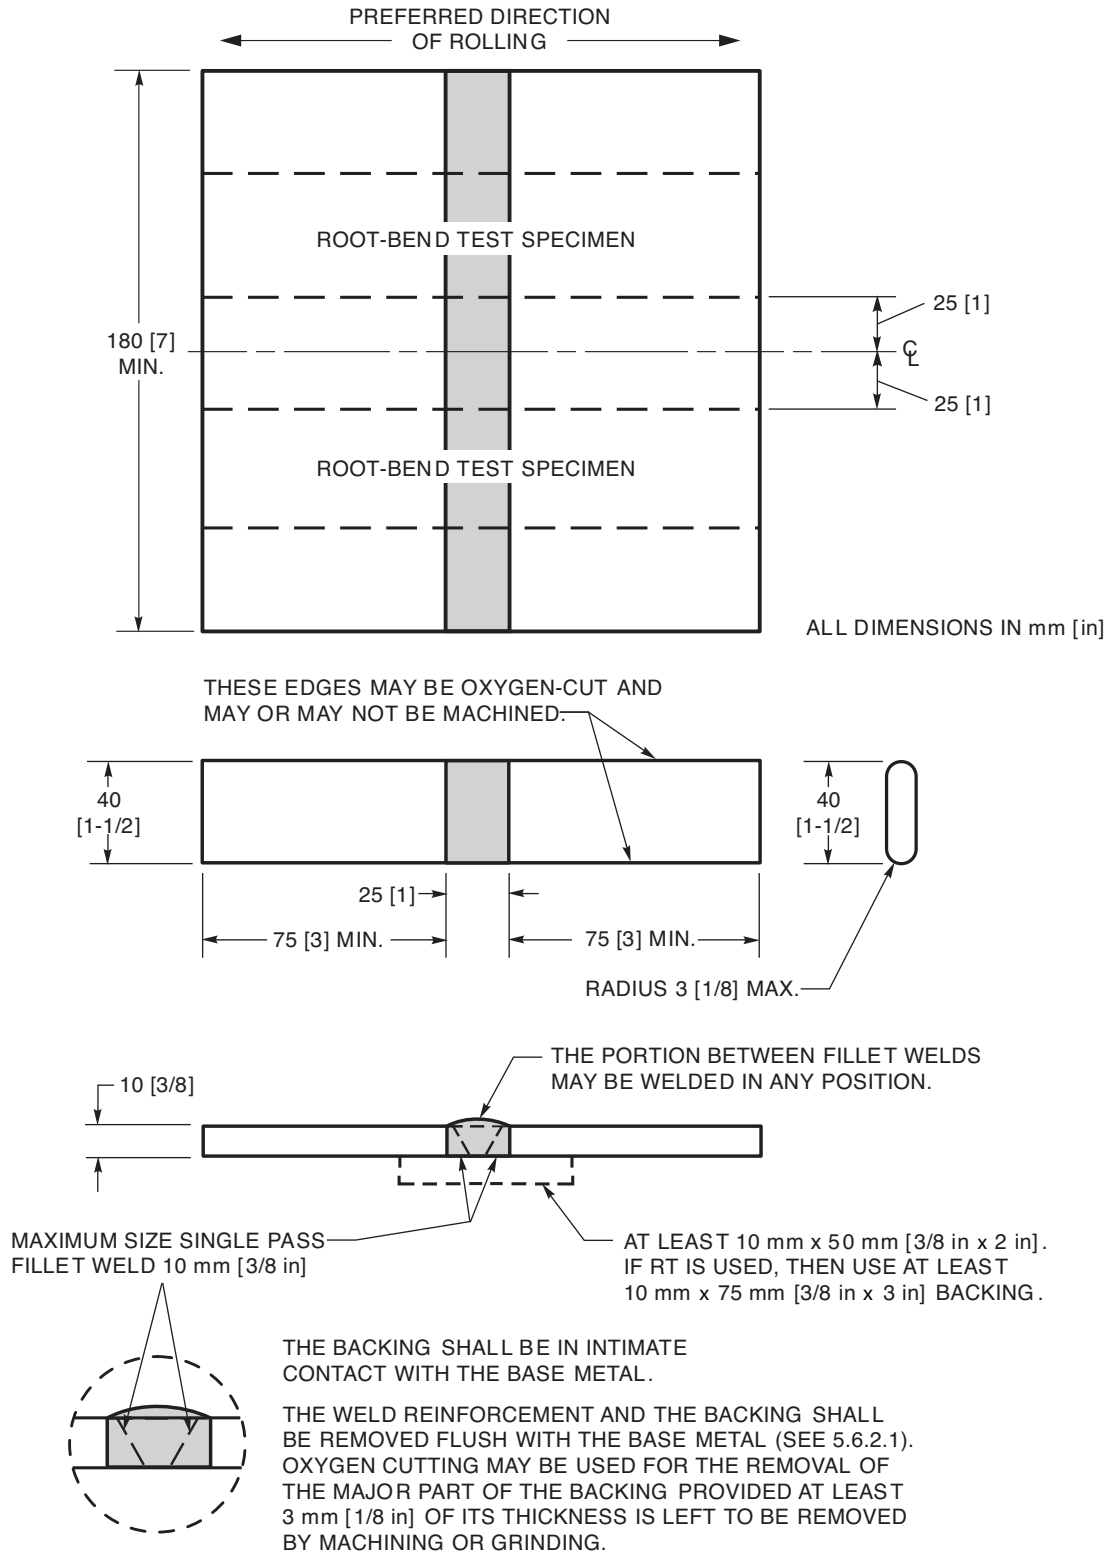 PREFERRED DIRECTION
OF ROLLING
ROOT-BEND TEST SPECIMEN
25 [1]
180 [7]
MIN.
℄
25 [1]
ROOT-BEND TEST SPECIMEN
ALL DIMENSIONS IN mm [in]
THESE EDGES MAY BE OXYGEN-CUT AND
MAY OR MAY NOT BE MACHINED.
40
[1-1/2]
40
[1-1/2]
25 [1]
75 [3] MIN.
75 [3] MIN.
RADIUS 3 [1/8] MAX.
THE PORTION BETWEEN FILLET WELDS
MAY BE WELDED IN ANY POSITION.
10 [3/8]
MAXIMUM SIZE SINGLE PASS
FILLET WELD 10 mm [3/8 in]
AT LEAST 10 mm x 50 mm [3/8 in x 2 in].
IF RT IS USED, THEN USE AT LEAST
10 mm x 75 mm [3/8 in x 3 in] BACKING.
THE BACKING SHALL BE IN INTIMATE
CONTACT WITH THE BASE METAL.
THE WELD REINFORCEMENT AND THE BACKING SHALL
BE REMOVED FLUSH WITH THE BASE METAL (SEE 5.6.2.1).
OXYGEN CUTTING MAY BE USED FOR THE REMOVAL OF
THE MAJOR PART OF THE BACKING PROVIDED AT LEAST
3 mm [1/8 in] OF ITS THICKNESS IS LEFT TO BE REMOVED
BY MACHINING OR GRINDING.